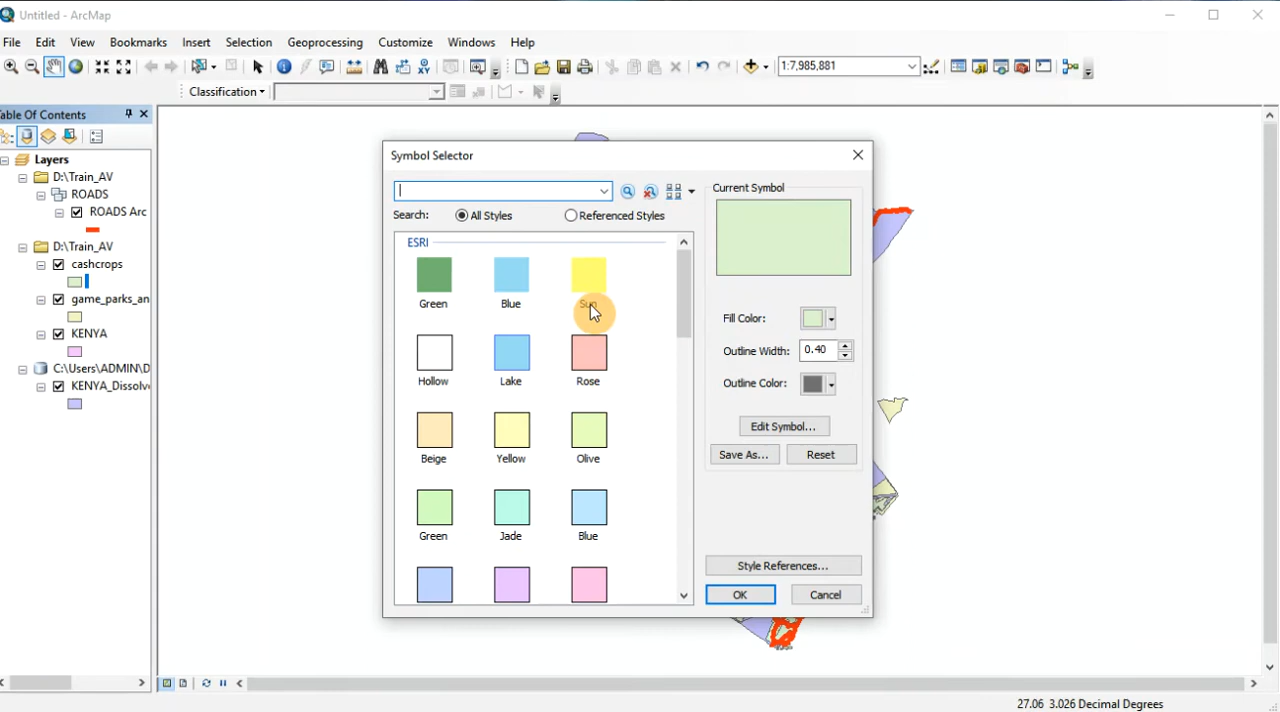 Untitled - ArcMap
File Edit View Bookmarks Insert Selection Geoprocessing Customize Windows Help
1:7,985,881
Classification
able Of Contents
Layers
D:\Train_AV
ROADS
ROADS Arc
D:\Train_AV
cashcrops
game_parks_an
KENYA
C:\Users\ADMIN\D
KENYA_Dissolv
Symbol Selector
Search: All Styles Referenced Styles
ESRI
Green Blue Sun
Hollow Lake Rose
Beige Yellow Olive
Green Jade Blue
Current Symbol
Fill Color:
Outline Width: 0.40
Outline Color:
Edit Symbol...
Save As... Reset
Style References...
OK Cancel
27.06 3.026 Decimal Degrees